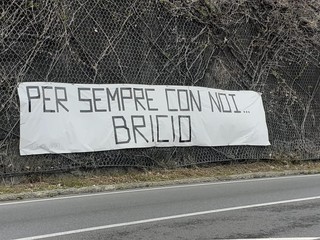 PER SEMPRE CON NOI...
BRICIO